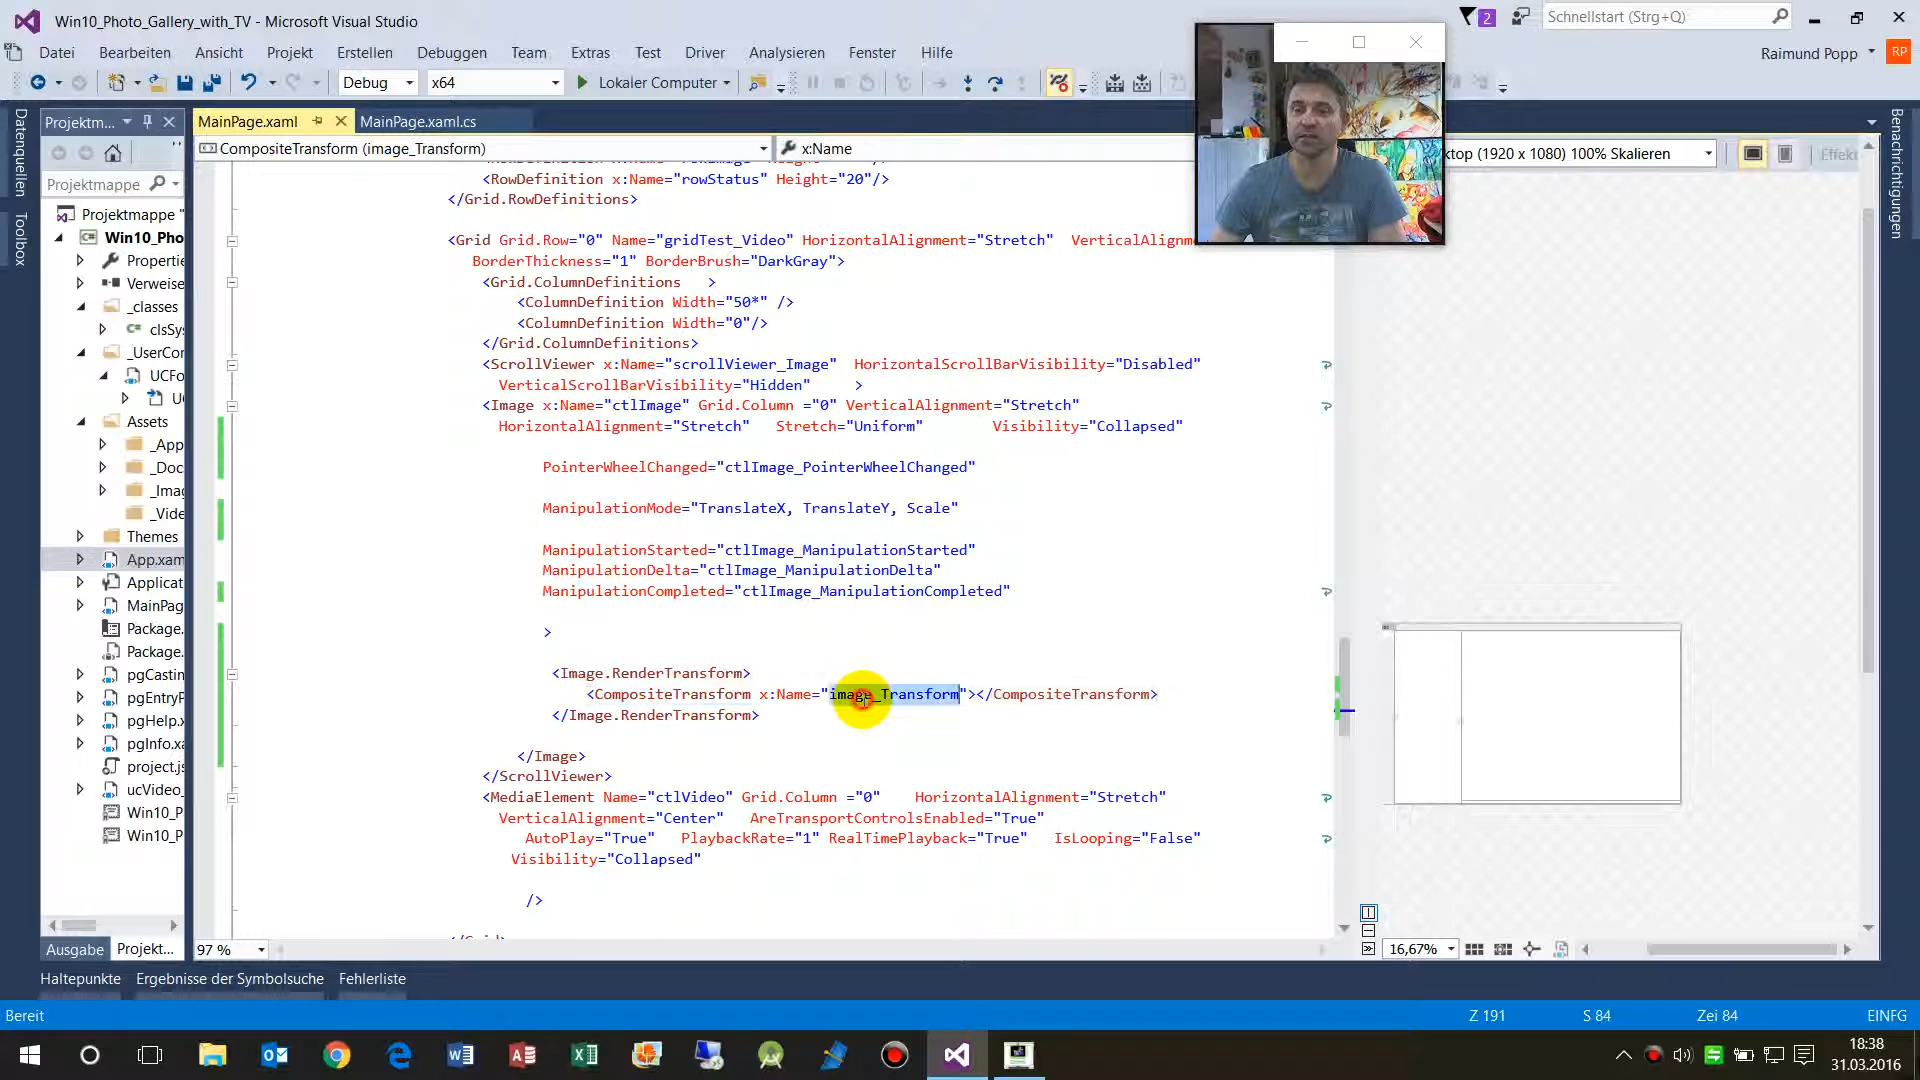 Win10_Photo_Gallery_with_TV - Microsoft Visual Studio
2
Schnellstart (Strg+Q)
Datei Bearbeiten Ansicht Projekt Erstellen Debuggen Team Extras Test Driver Analysieren Fenster Hilfe
Raimund Popp
RP
Debug
x64
Lokaler Computer
Datenquellen
Toolbox
Projektm...
Projektmappe
Projektmappe "
Win10_Pho
Propertie
Verweise
_classes
clsSy
_UserCon
UCFo
U
Assets
_App
_Doc
_Ima
_Vide
Themes
App.xam
Applicat
MainPag
Package.
Package.
pgCastin
pgEntryP
pgHelp.x
pgInfo.xa
project.js
ucVideo_
Win10_P
Win10_P
Ausgabe
Projekt...
MainPage.xaml
MainPage.xaml.cs
CompositeTransform (image_Transform)
x:Name
<RowDefinition x:Name="rowStatus" Height="20"/>
</Grid.RowDefinitions>
<Grid Grid.Row="0" Name="gridTest_Video" HorizontalAlignment="Stretch" VerticalAlignm
BorderThickness="1" BorderBrush="DarkGray">
<Grid.ColumnDefinitions >
<ColumnDefinition Width="50*" />
<ColumnDefinition Width="0"/>
</Grid.ColumnDefinitions>
<ScrollViewer x:Name="scrollViewer_Image" HorizontalScrollBarVisibility="Disabled"
VerticalScrollBarVisibility="Hidden" >
<Image x:Name="ctlImage" Grid.Column ="0" VerticalAlignment="Stretch"
HorizontalAlignment="Stretch" Stretch="Uniform" Visibility="Collapsed"
PointerWheelChanged="ctlImage_PointerWheelChanged"
ManipulationMode="TranslateX, TranslateY, Scale"
ManipulationStarted="ctlImage_ManipulationStarted"
ManipulationDelta="ctlImage_ManipulationDelta"
ManipulationCompleted="ctlImage_ManipulationCompleted"
>
<Image.RenderTransform>
<CompositeTransform x:Name="image_Transform"></CompositeTransform>
</Image.RenderTransform>
</Image>
</ScrollViewer>
<MediaElement Name="ctlVideo" Grid.Column ="0" HorizontalAlignment="Stretch"
VerticalAlignment="Center" AreTransportControlsEnabled="True"
AutoPlay="True" PlaybackRate="1" RealTimePlayback="True" IsLooping="False"
Visibility="Collapsed"
/>
97 %
ktop (1920 x 1080) 100% Skalieren
Effekt
Benachrichtigungen
16,67%
Haltepunkte Ergebnisse der Symbolsuche Fehlerliste
Bereit
Z 191
S 84
Zei 84
EINFG
18:38
31.03.2016